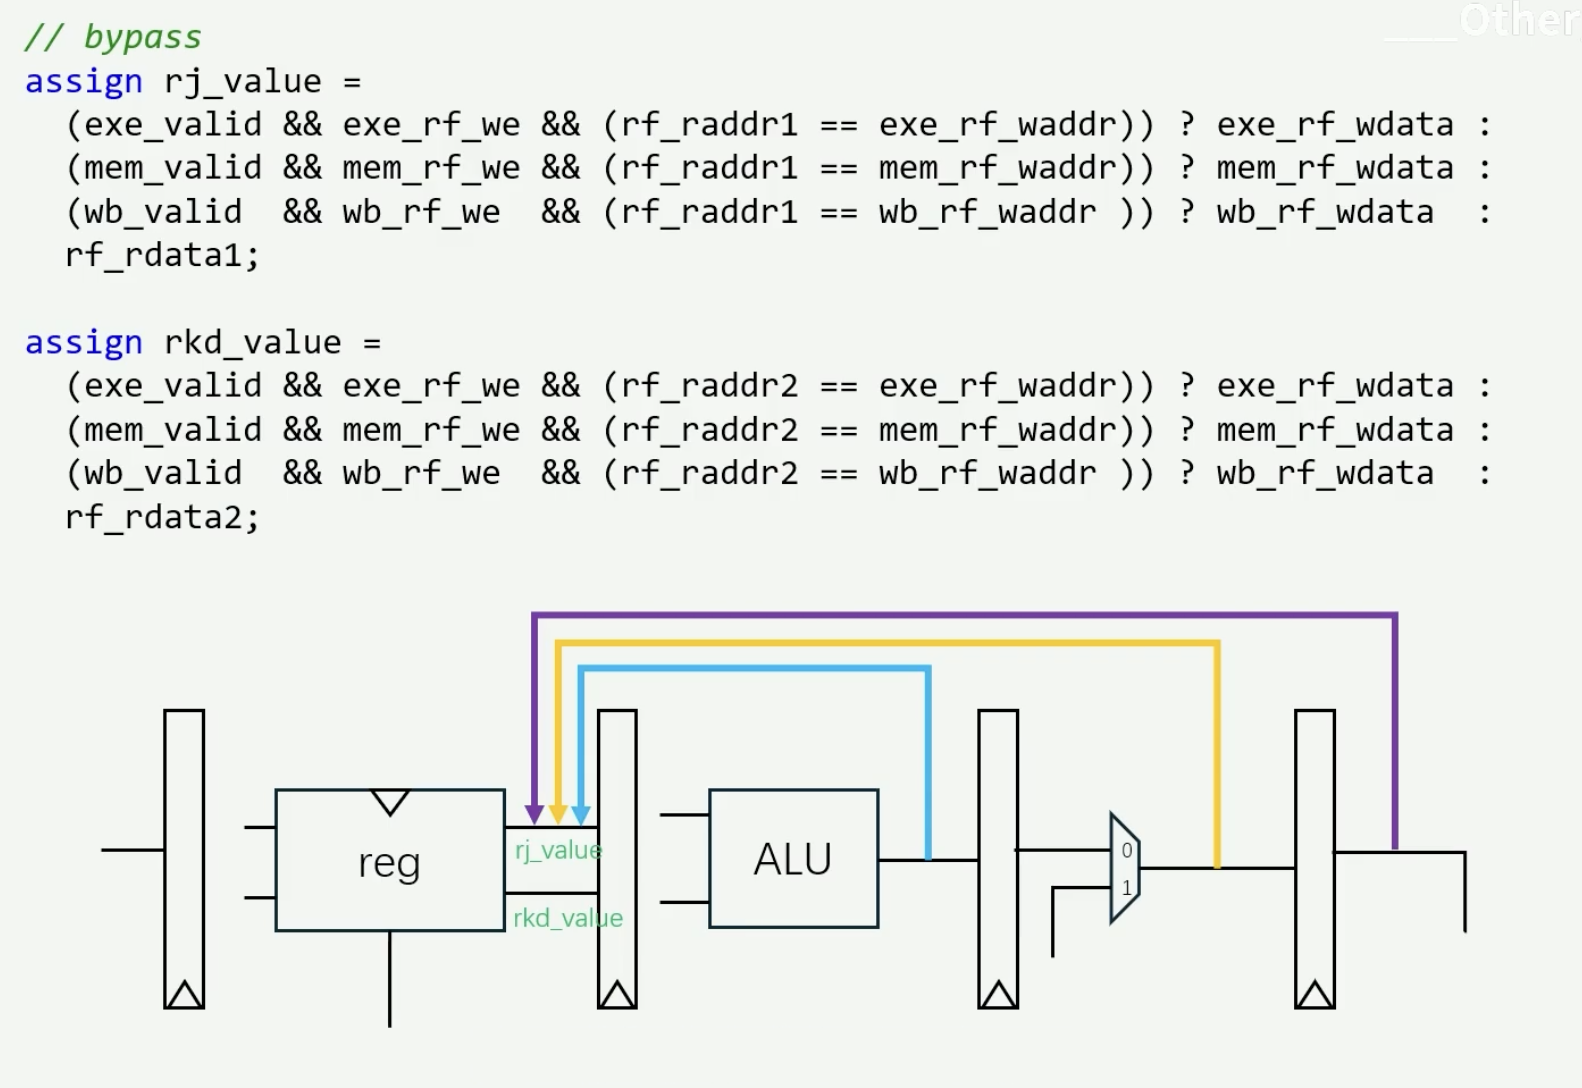 ___Other
// bypass
assign rj_value =
  (exe_valid && exe_rf_we && (rf_raddr1 == exe_rf_waddr)) ? exe_rf_wdata :
  (mem_valid && mem_rf_we && (rf_raddr1 == mem_rf_waddr)) ? mem_rf_wdata :
  (wb_valid  && wb_rf_we  && (rf_raddr1 == wb_rf_waddr )) ? wb_rf_wdata  :
  rf_rdata1;
assign rkd_value =
  (exe_valid && exe_rf_we && (rf_raddr2 == exe_rf_waddr)) ? exe_rf_wdata :
  (mem_valid && mem_rf_we && (rf_raddr2 == mem_rf_waddr)) ? mem_rf_wdata :
  (wb_valid  && wb_rf_we  && (rf_raddr2 == wb_rf_waddr )) ? wb_rf_wdata  :
  rf_rdata2;
reg
rj_value
rkd_value
ALU
0
1